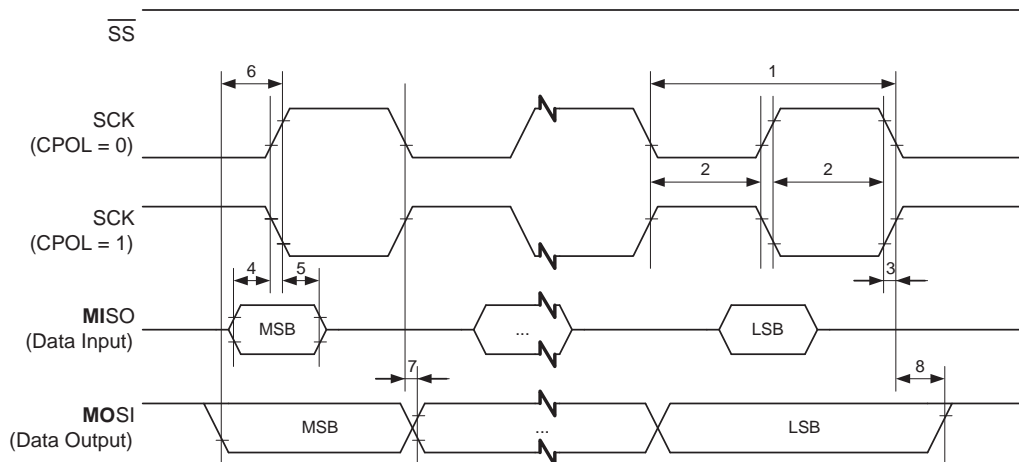 SS
6
1
SCK
(CPOL = 0)
2
2
SCK
(CPOL = 1)
4
5
3
MISO
(Data Input)
MSB
...
LSB
7
8
MOSI
(Data Output)
MSB
...
LSB